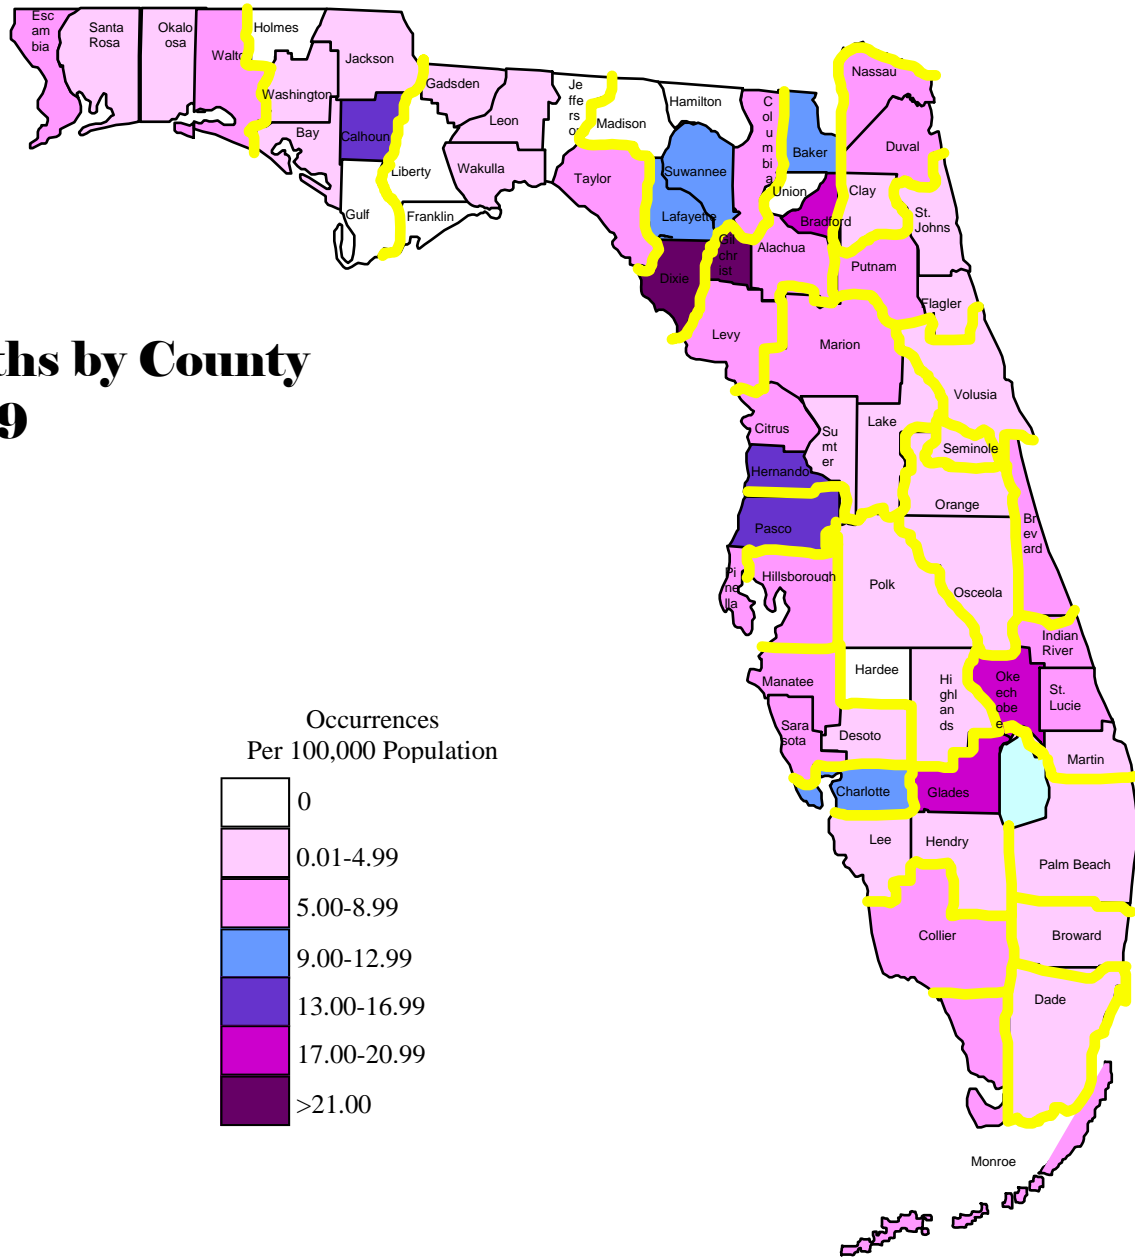 Esc
am
bia
Santa
Rosa
Okalo
osa
Walto
Holmes
Washington
Jackson
Bay
Calhoun
Gulf
Gadsden
Liberty
Franklin
Leon
Wakulla
Je
ffe
rs
on
Madison
Taylor
Hamilton
Suwannee
Lafayette
Dixie
C
o
l
u
m
b
i
a
Baker
Union
Bradford
Gil
chr
ist
Alachua
Levy
Nassau
Duval
Clay
St.
Johns
Putnam
Flagler
Marion
Volusia
Citrus
Su
mt
er
Lake
Seminole
Hernando
Orange
Pasco
Br
ev
ard
Pi
ne
lla
Hillsborough
Polk
Osceola
Indian
River
Manatee
Hardee
Hi
ghl
an
ds
Oke
ech
obe
e
St.
Lucie
Sara
sota
Desoto
Martin
Charlotte
Glades
Lee
Hendry
Palm Beach
Collier
Broward
Dade
Monroe
ths by County
9
Occurrences
Per 100,000 Population
0
0.01-4.99
5.00-8.99
9.00-12.99
13.00-16.99
17.00-20.99
>21.00